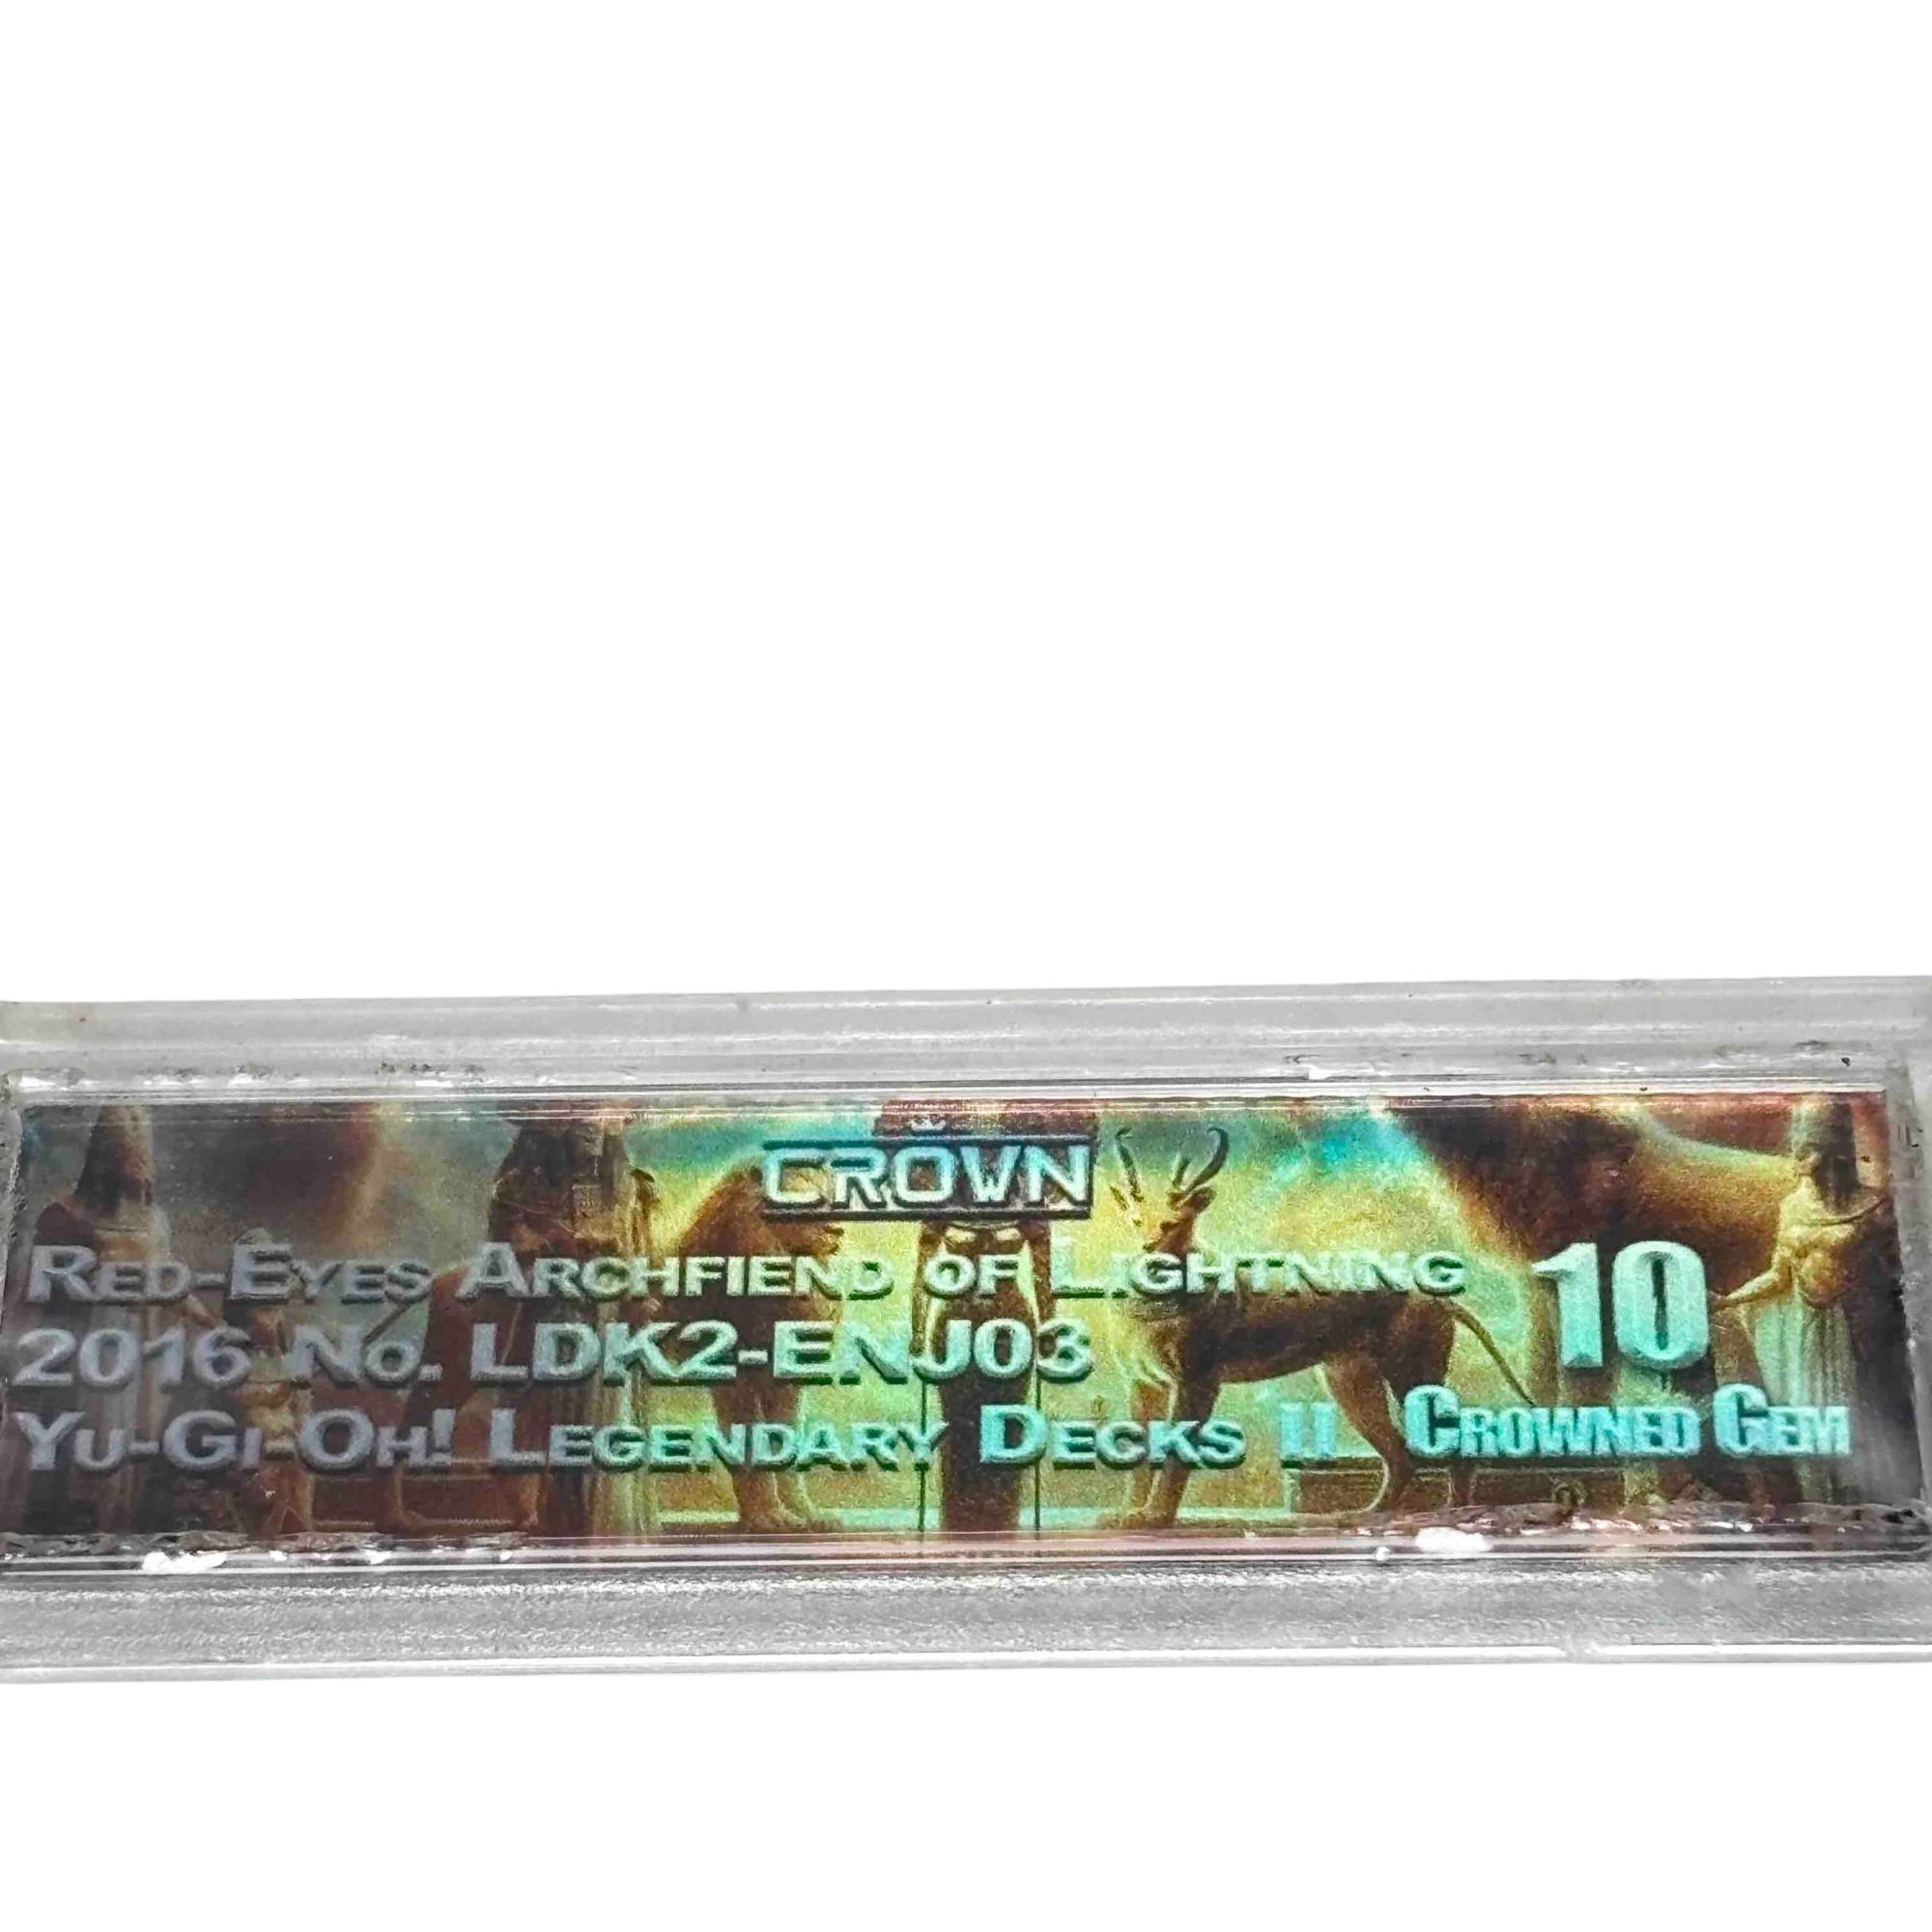 CROWN
RED-EYES ARCHFIEND OF LIGHTNING
2016 NO. LDK2-ENJ03
YU-GI-OH! LEGENDARY DECKS II
10
CROWNED GEM